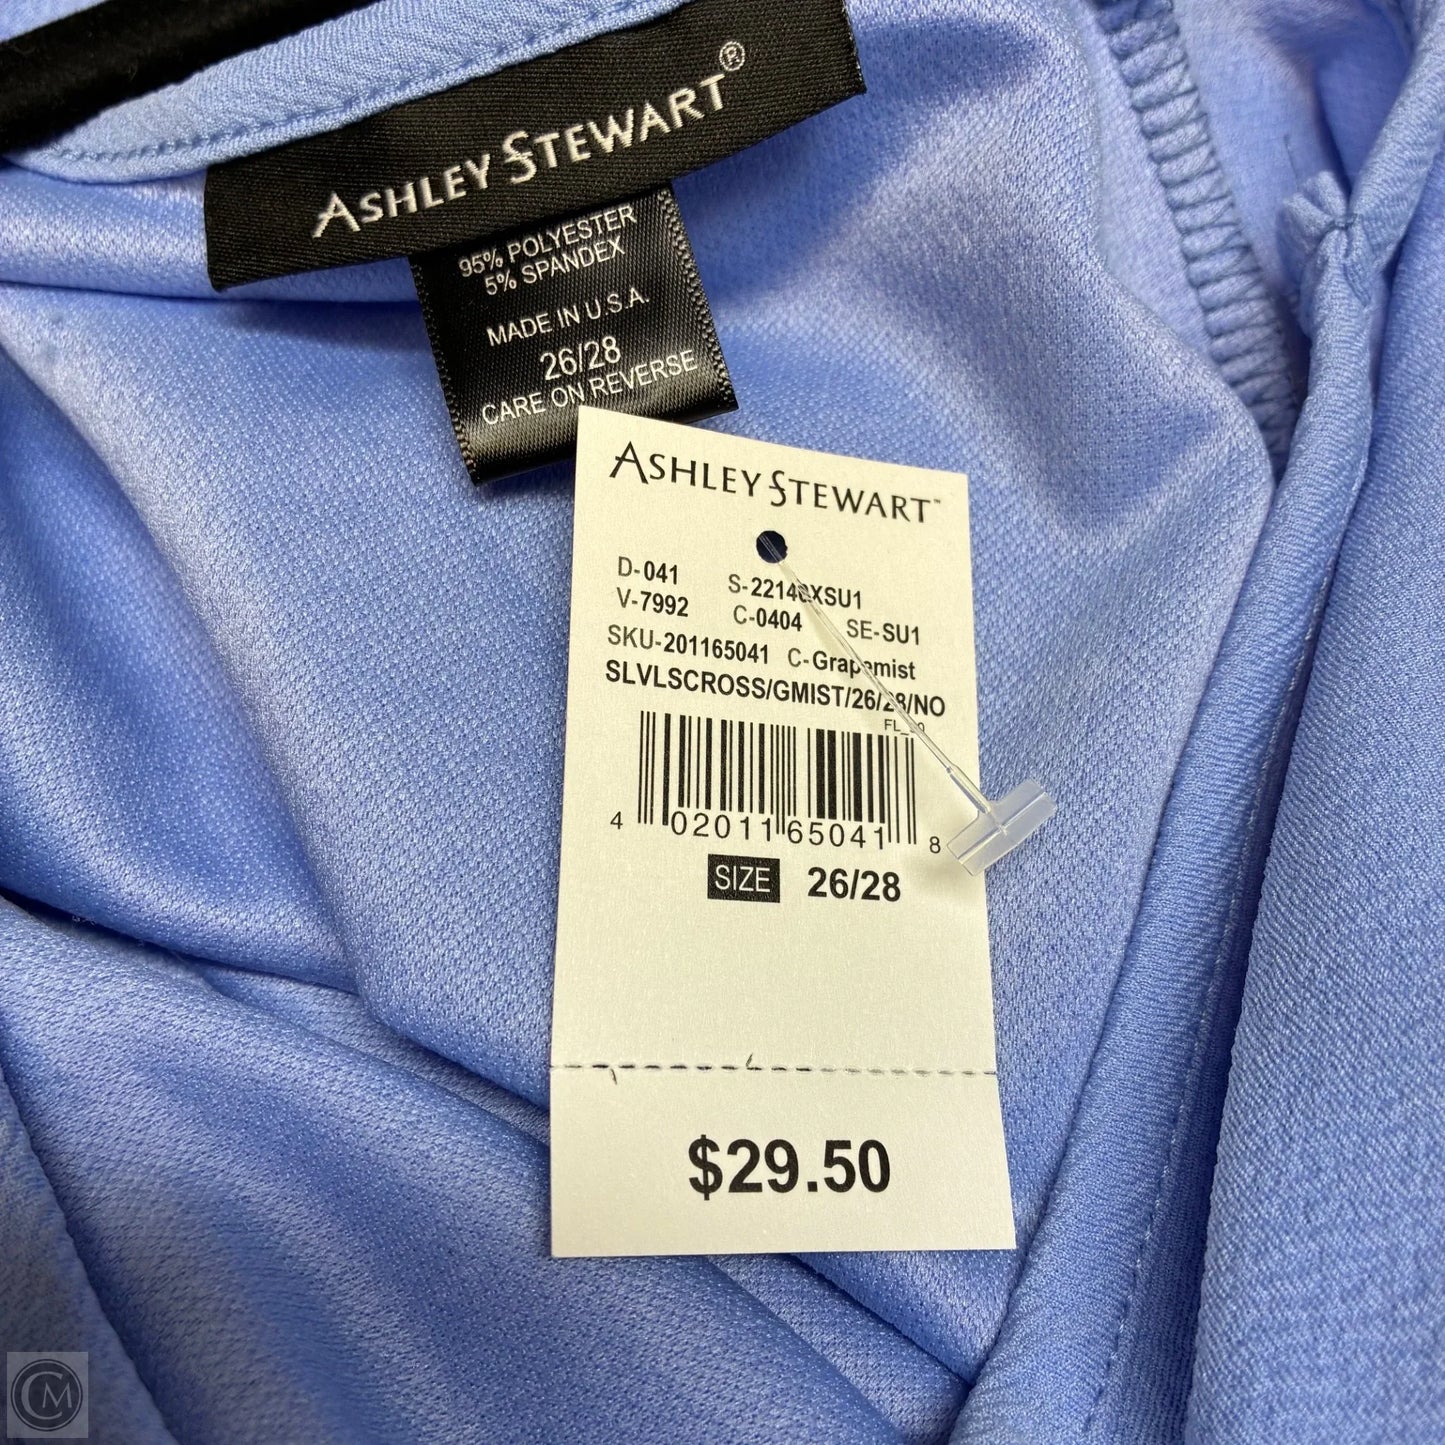 ASHLEY STEWART®
95% POLYESTER
5% SPANDEX
MADE IN U.S.A.
26/28
CARE ON REVERSE
ASHLEY STEWART™
D-041
V-7992 C-0404 SE-SU1
SKU-201165041 C-Grapemist
SLVLSCROSS/GMIST/26/28/NO
4 02011 65041 8
SIZE 26/28
$29.50
CM